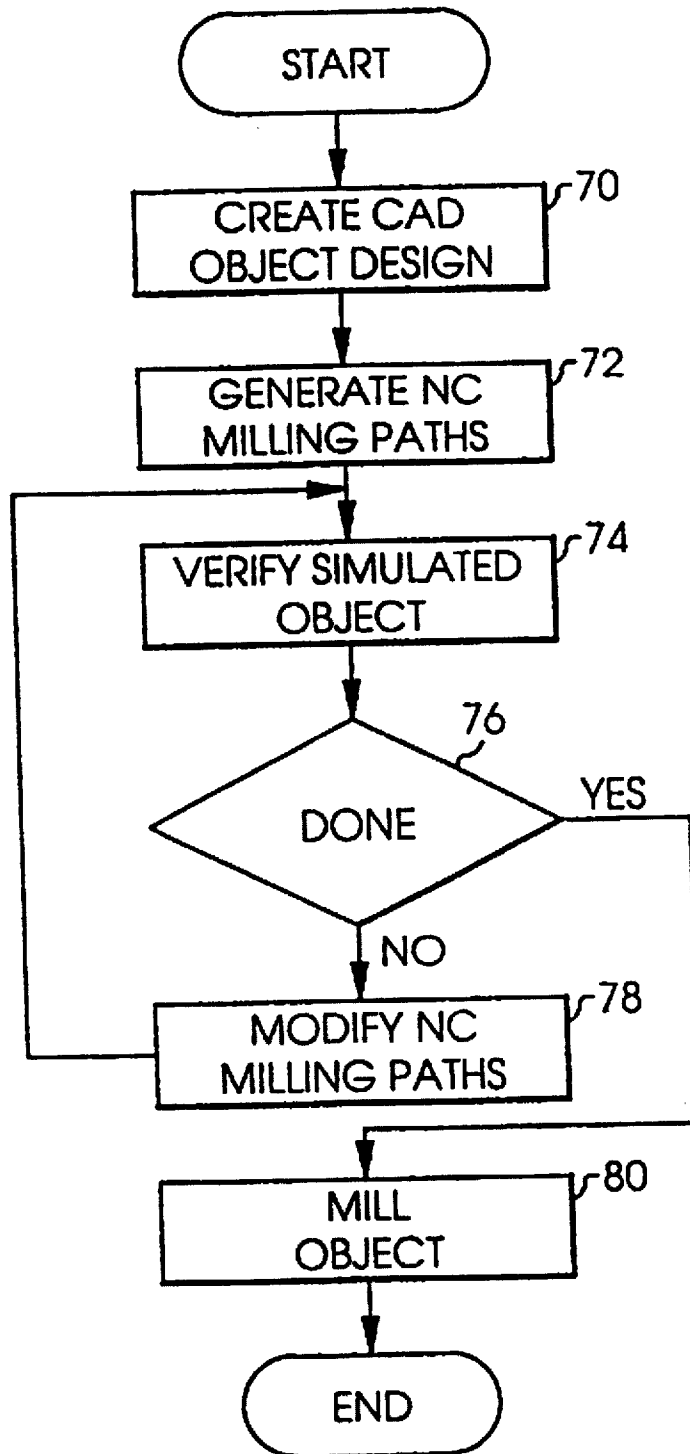 START
70
CREATE CAD
OBJECT DESIGN
72
GENERATE NC
MILLING PATHS
74
VERIFY SIMULATED
OBJECT
76
DONE
YES
NO
78
MODIFY NC
MILLING PATHS
80
MILL
OBJECT
END